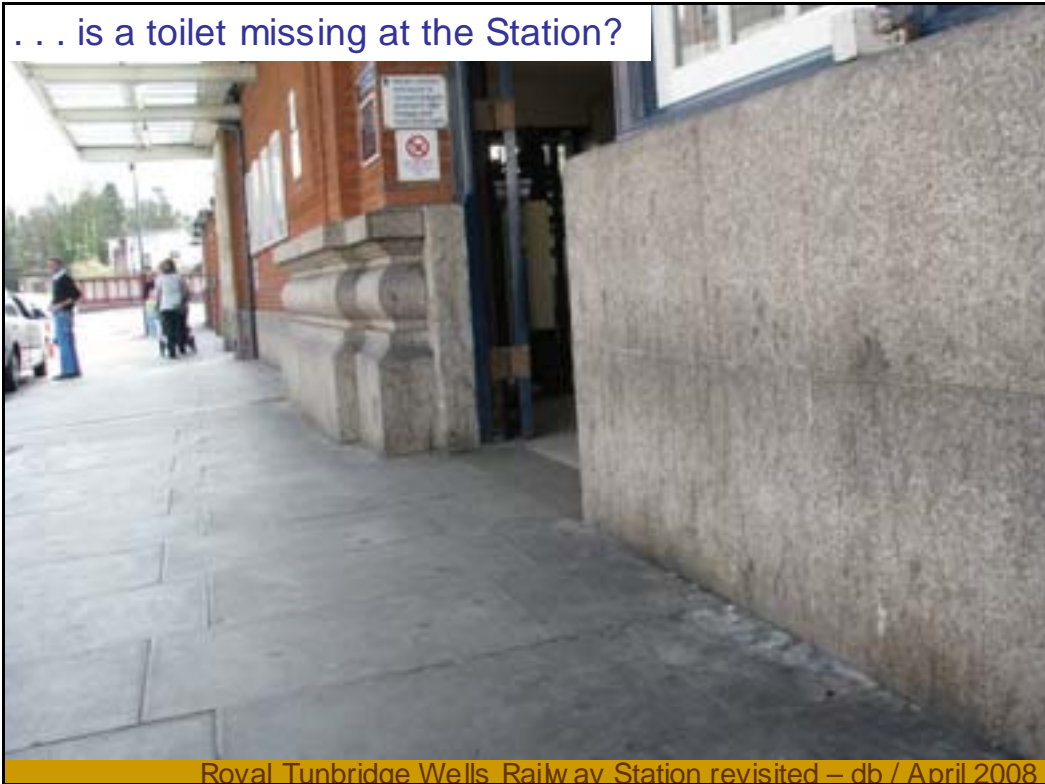 . . . is a toilet missing at the Station?
Royal Tunbridge Wells Railway Station revisited – db / April 2008